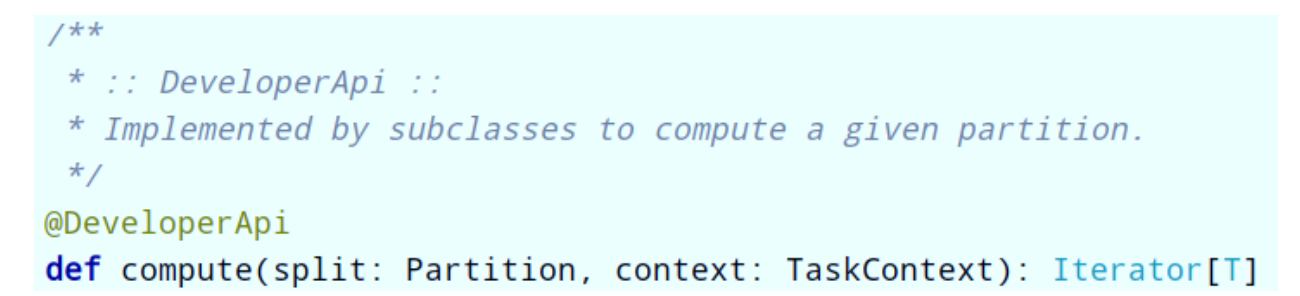 /**
 * :: DeveloperApi ::
 * Implemented by subclasses to compute a given partition.
 */
@DeveloperApi
def compute(split: Partition, context: TaskContext): Iterator[T]